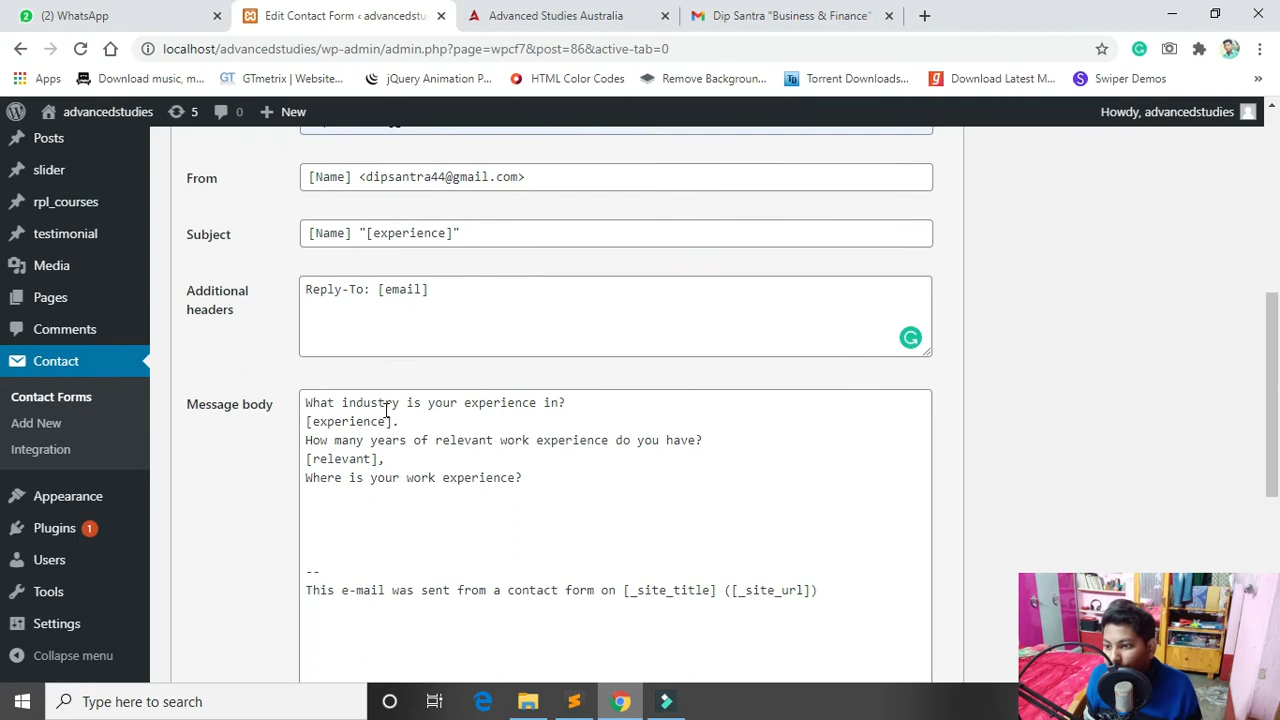 (1) WhatsApp
Edit Contact Form ‹ advancedstu
Advanced Studies Australia
Dip Santra "Business & Finance"
localhost/advancedstudies/wp-admin/admin.php?page=wpcf7&post=86&active-tab=0
Apps
Download music, m...
GT
GTmetrix | Website...
jQuery Animation P...
HTML Color Codes
Remove Backgroun...
Torrent Downloads...
Download Latest M...
Swiper Demos
»
advancedstudies
5
0
New
Howdy, advancedstudies
Posts
slider
rpl_courses
testimonial
Media
Pages
Comments
Contact
Contact Forms
Add New
Integration
Appearance
Plugins 1
Users
Tools
Settings
Collapse menu
From
[Name] <dipsantra44@gmail.com>
Subject
[Name] "[experience]"
Additional
headers
Reply-To: [email]
Message body
What industry is your experience in?
[experience].
How many years of relevant work experience do you have?
[relevant],
Where is your work experience?
--
This e-mail was sent from a contact form on [_site_title] ([_site_url])
Type here to search